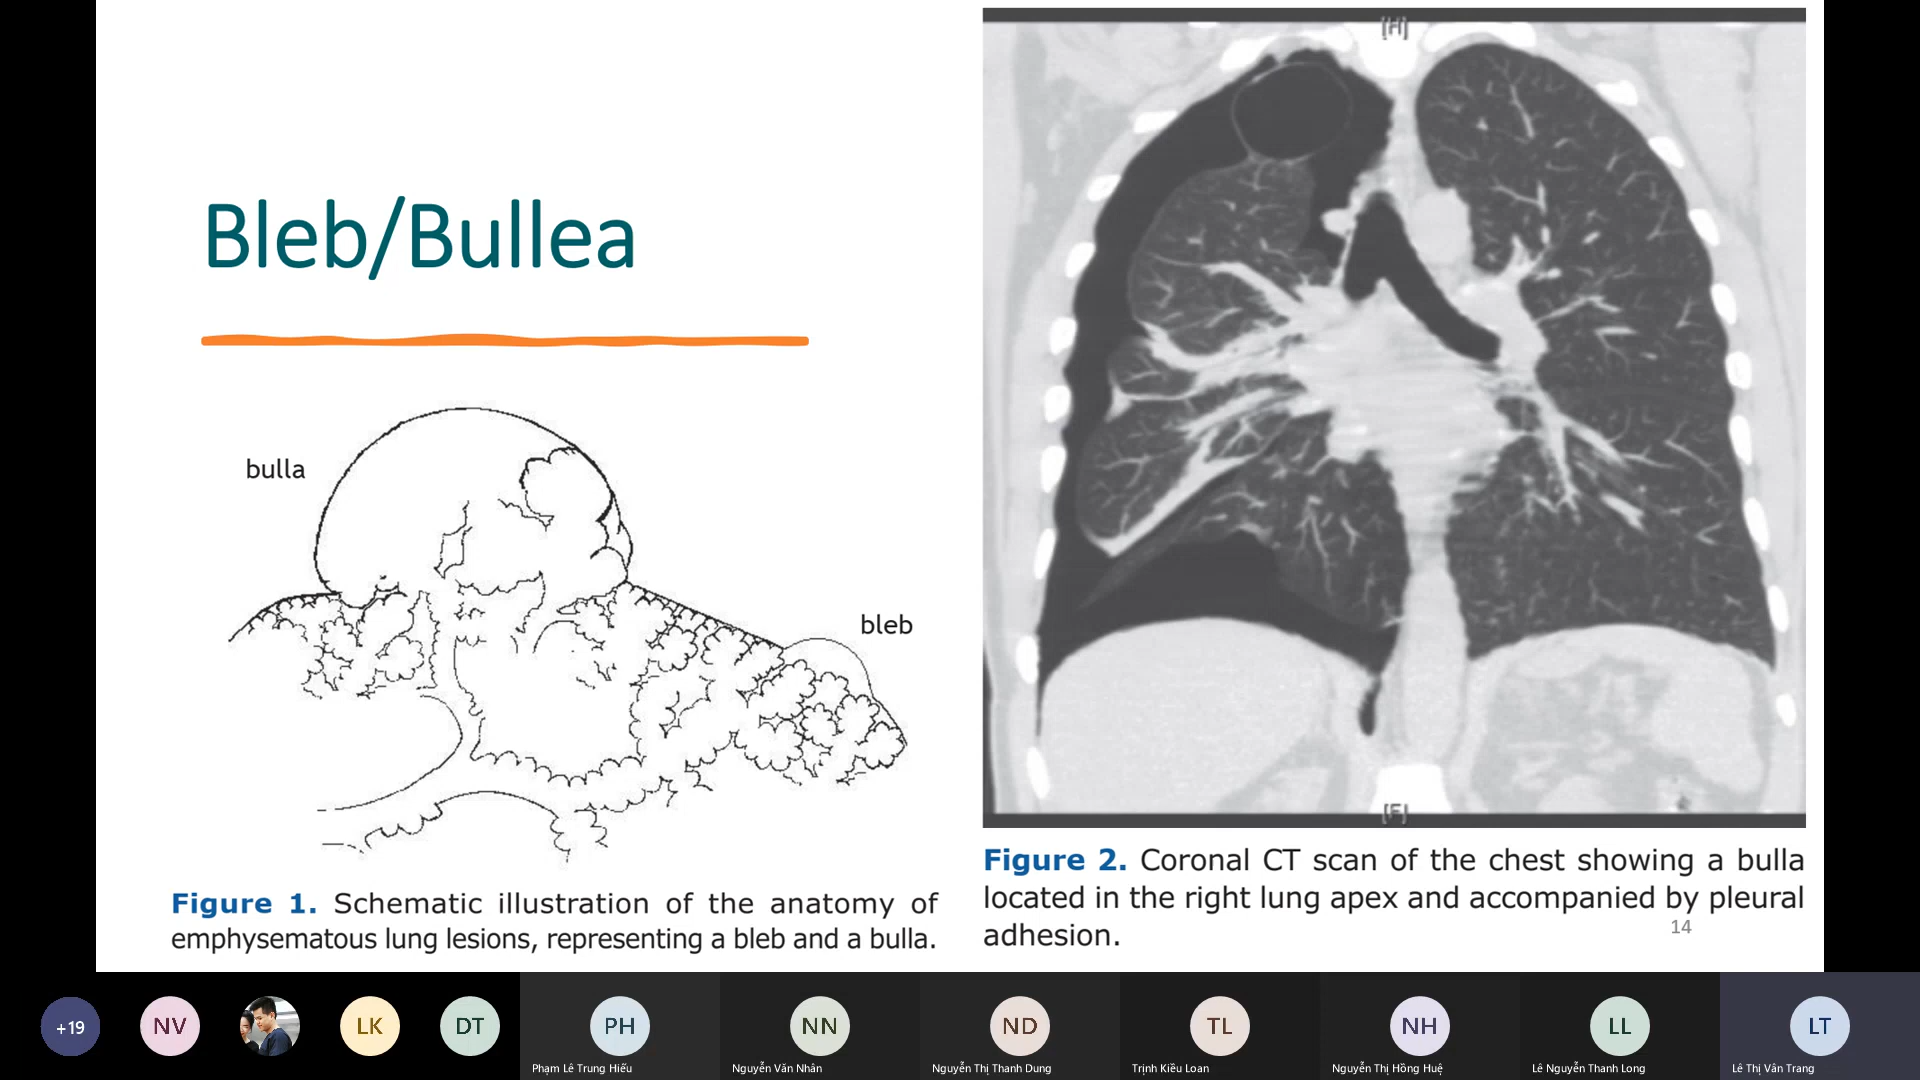 [H]
Bleb/Bullea
bulla
bleb
[F]
Figure 1. Schematic illustration of the anatomy of
emphysematous lung lesions, representing a bleb and a bulla.
Figure 2. Coronal CT scan of the chest showing a bulla
located in the right lung apex and accompanied by pleural
adhesion.
14
+19
NV
LK
DT
PH
NN
ND
TL
NH
LL
LT
Phạm Lê Trung Hiếu
Nguyễn Văn Nhân
Nguyễn Thị Thanh Dung
Trịnh Kiều Loan
Nguyễn Thị Hồng Huệ
Lê Nguyễn Thanh Long
Lê Thị Vân Trang